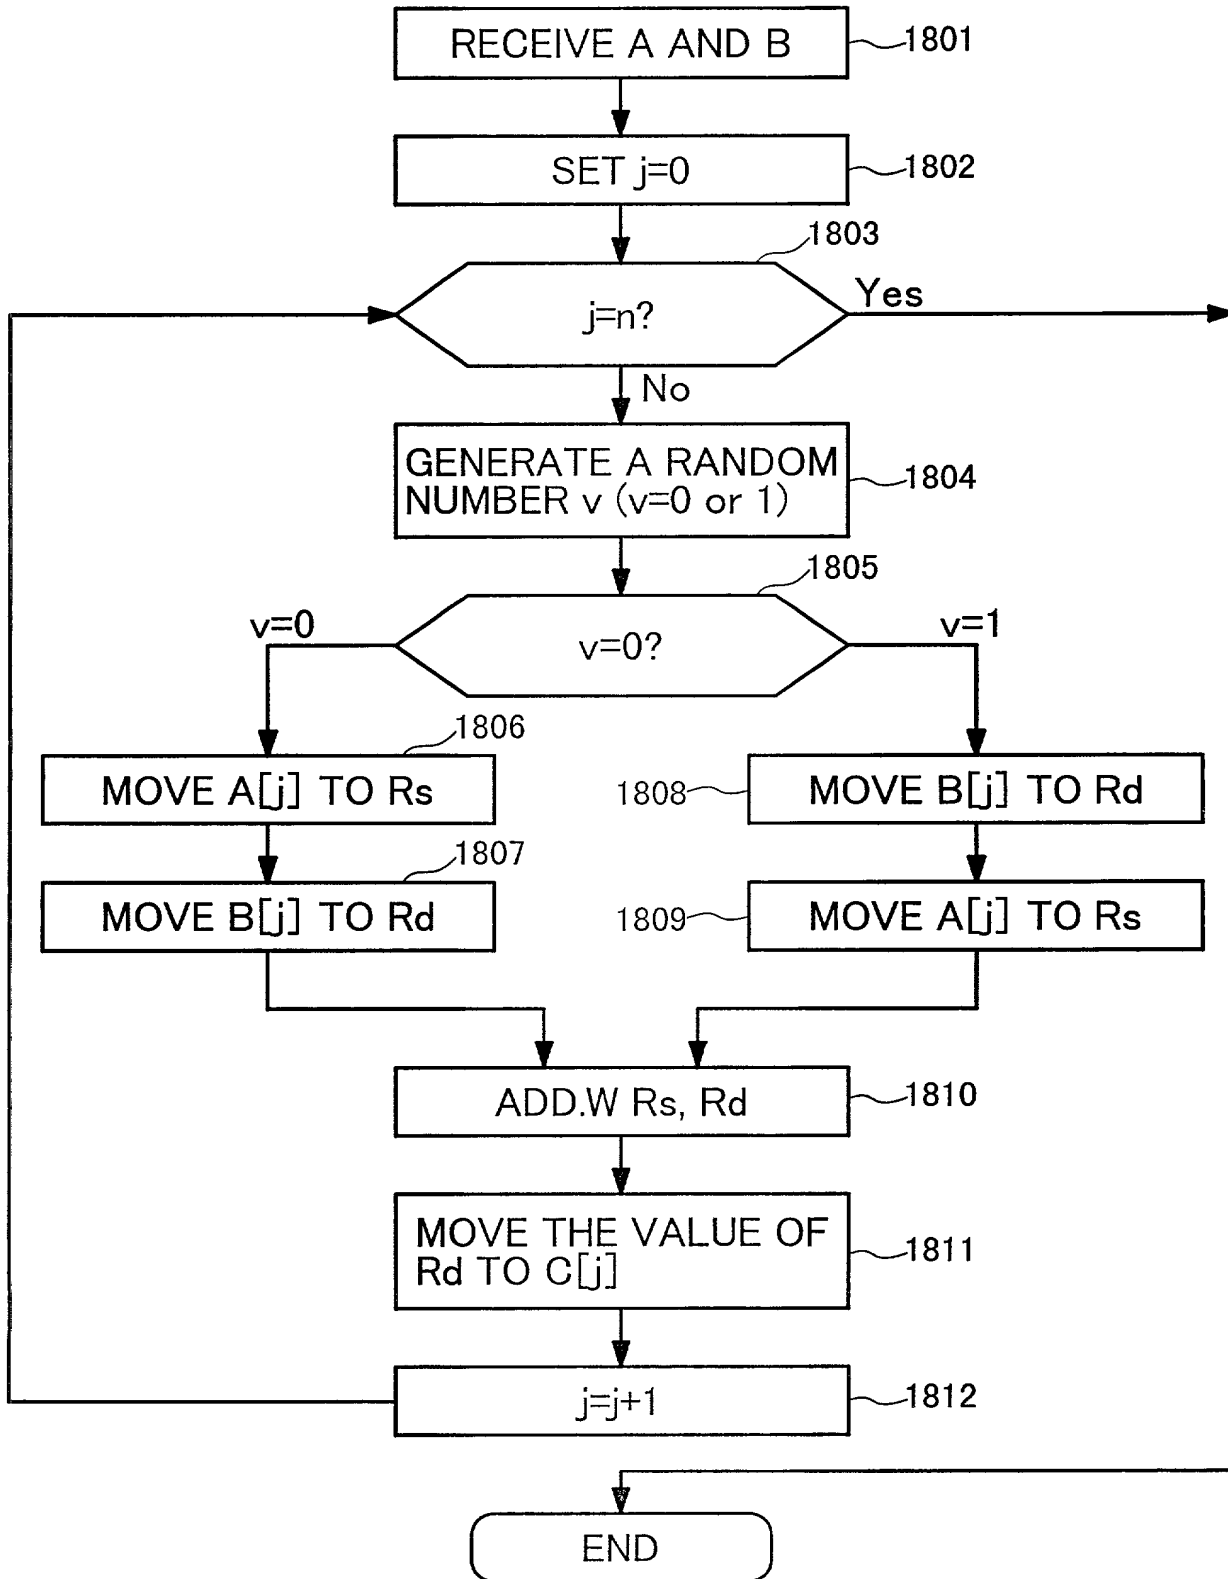 RECEIVE A AND B
1801
SET j=0
1802
1803
j=n?
Yes
No
GENERATE A RANDOM
NUMBER v (v=0 or 1)
1804
1805
v=0
v=0?
v=1
1806
MOVE A[j] TO Rs
1808
MOVE B[j] TO Rd
1807
MOVE B[j] TO Rd
1809
MOVE A[j] TO Rs
ADD.W Rs, Rd
1810
MOVE THE VALUE OF
Rd TO C[j]
1811
j=j+1
1812
END